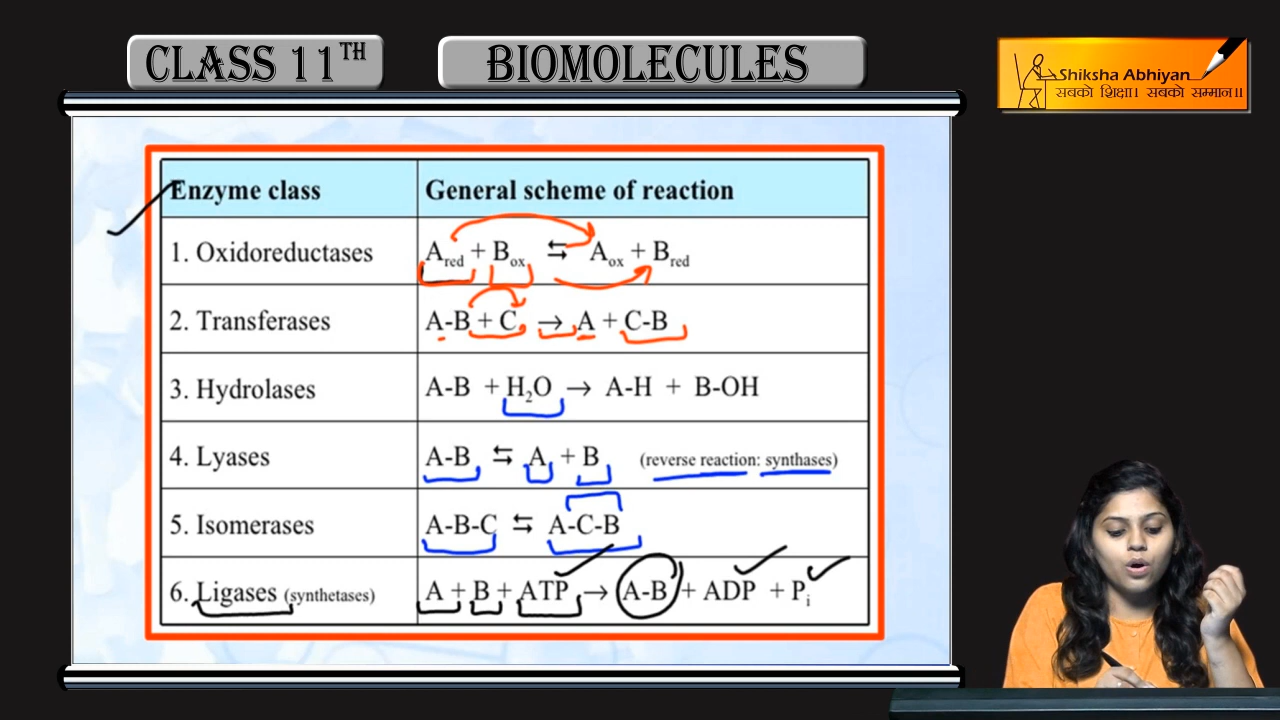 CLASS 11TH
BIOMOLECULES
Shiksha Abhiyan
सबको शिक्षा। सबको सम्मान॥
Enzyme class General scheme of reaction
1. Oxidoreductases Ared + Box ⇆ Aox + Bred
2. Transferases A-B + C → A + C-B
3. Hydrolases A-B + H2O → A-H + B-OH
4. Lyases A-B ⇆ A + B (reverse reaction: synthases)
5. Isomerases A-B-C ⇆ A-C-B
6. Ligases (synthetases) A + B + ATP → A-B + ADP + Pi